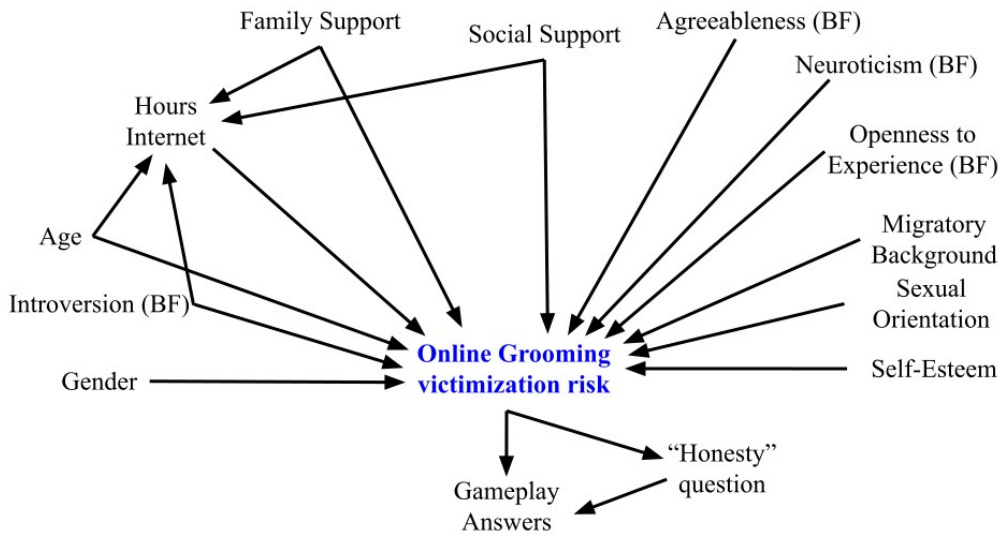 Family Support
Social Support
Agreeableness (BF)
Neuroticism (BF)
Hours
Internet
Openness to
Experience (BF)
Age
Migratory
Background
Introversion (BF)
Sexual
Orientation
Online Grooming
victimization risk
Gender
Self-Esteem
“Honesty”
question
Gameplay
Answers